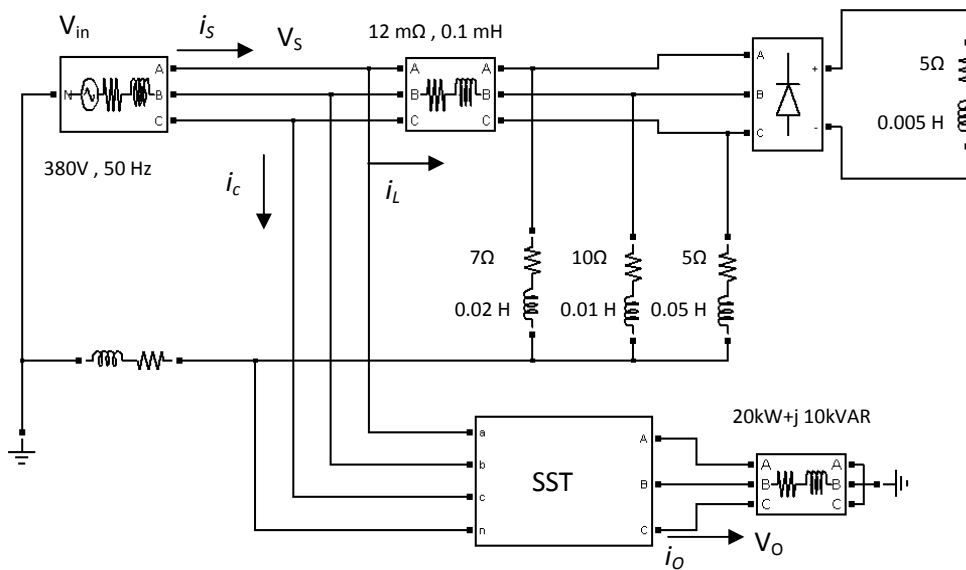 V_in
i_S
V_S
12 mΩ , 0.1 mH
N
A
B
C
A
B
C
A
B
C
A
B
C
+
-
5Ω
0.005 H
380V , 50 Hz
i_c
i_L
7Ω
10Ω
5Ω
0.02 H
0.01 H
0.05 H
20kW+j 10kVAR
a
b
c
n
SST
A
B
C
A
B
C
A
B
C
i_O
V_O